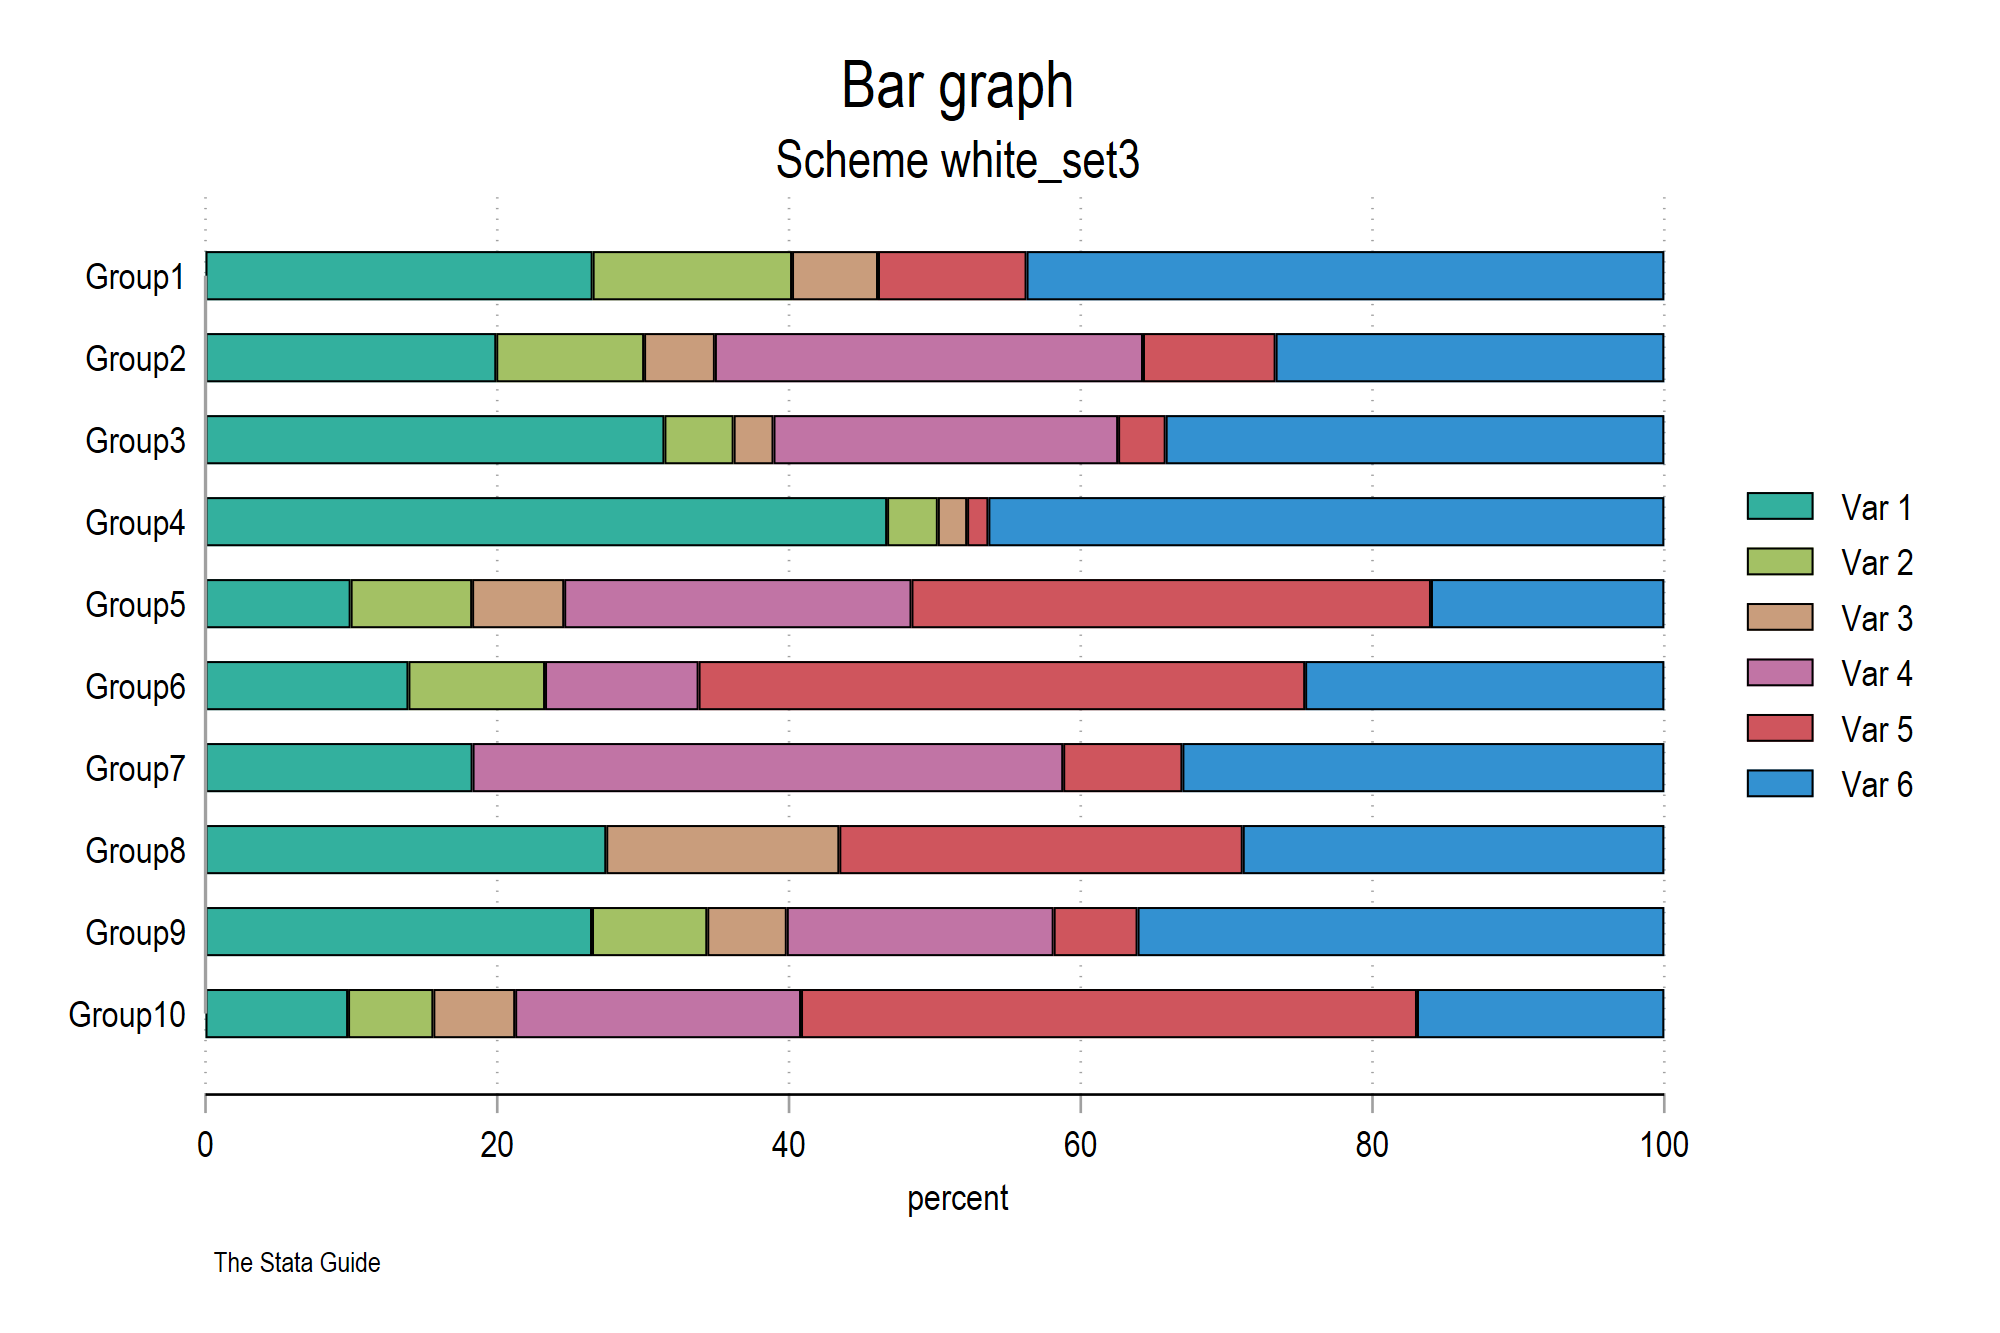 Bar graph
Scheme white_set3
Group1
Group2
Group3
Group4
Group5
Group6
Group7
Group8
Group9
Group10
Var 1
Var 2
Var 3
Var 4
Var 5
Var 6
0 20 40 60 80 100
percent
The Stata Guide